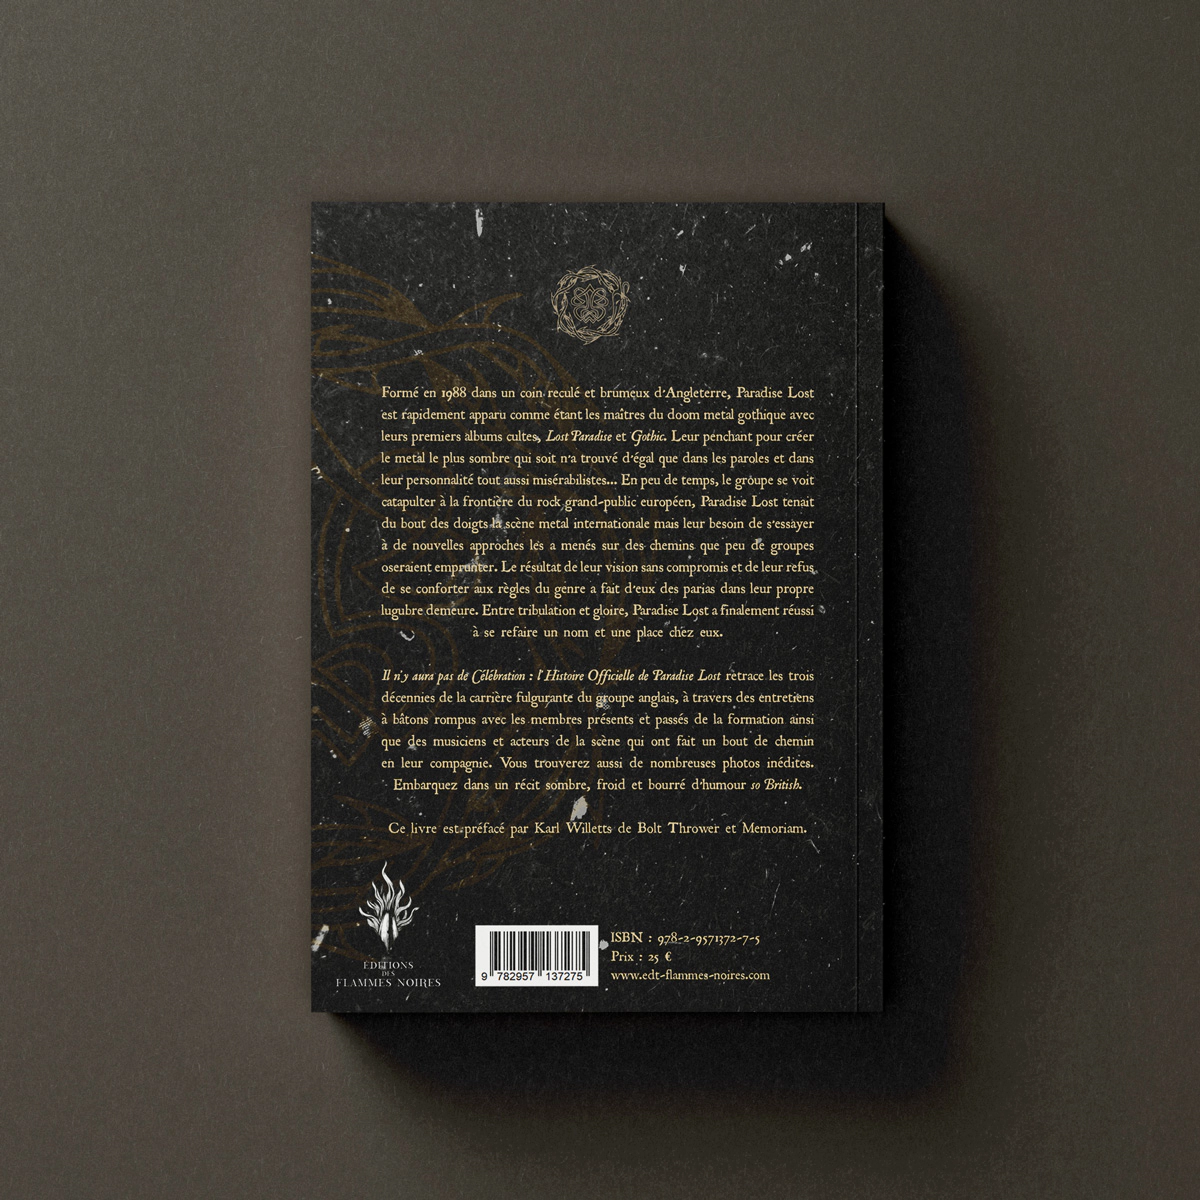 Formé en 1988 dans un coin reculé et brumeux d'Angleterre, Paradise Lost
est rapidement apparu comme étant les maîtres du doom metal gothique avec
leurs premiers albums cultes, Lost Paradise et Gothic. Leur penchant pour créer
le metal le plus sombre qui soit n'a trouvé d'égal que dans les paroles et dans
leur personnalité tout aussi misérabilistes... En peu de temps, le groupe se voit
catapulter à la frontière du rock grand-public européen, Paradise Lost tenait
du bout des doigts la scène metal internationale mais leur besoin de s'essayer
à de nouvelles approches les a menés sur des chemins que peu de groupes
oseraient emprunter. Le résultat de leur vision sans compromis et de leur refus
de se conforter aux règles du genre a fait d'eux des parias dans leur propre
lugubre demeure. Entre tribulation et gloire, Paradise Lost a finalement réussi
à se refaire un nom et une place chez eux.
Il n'y aura pas de Célébration : l'Histoire Officielle de Paradise Lost retrace les trois
décennies de la carrière fulgurante du groupe anglais, à travers des entretiens
à bâtons rompus avec les membres présents et passés de la formation ainsi
que des musiciens et acteurs de la scène qui ont fait un bout de chemin
en leur compagnie. Vous trouverez aussi de nombreuses photos inédites.
Embarquez dans un récit sombre, froid et bourré d'humour so British.
Ce livre est préfacé par Karl Willetts de Bolt Thrower et Memoriam.
EDITIONS
DES
FLAMMES NOIRES
9 782957 137275
ISBN : 978-2-9571372-7-5
Prix : 25 €
www.edt-flammes-noires.com